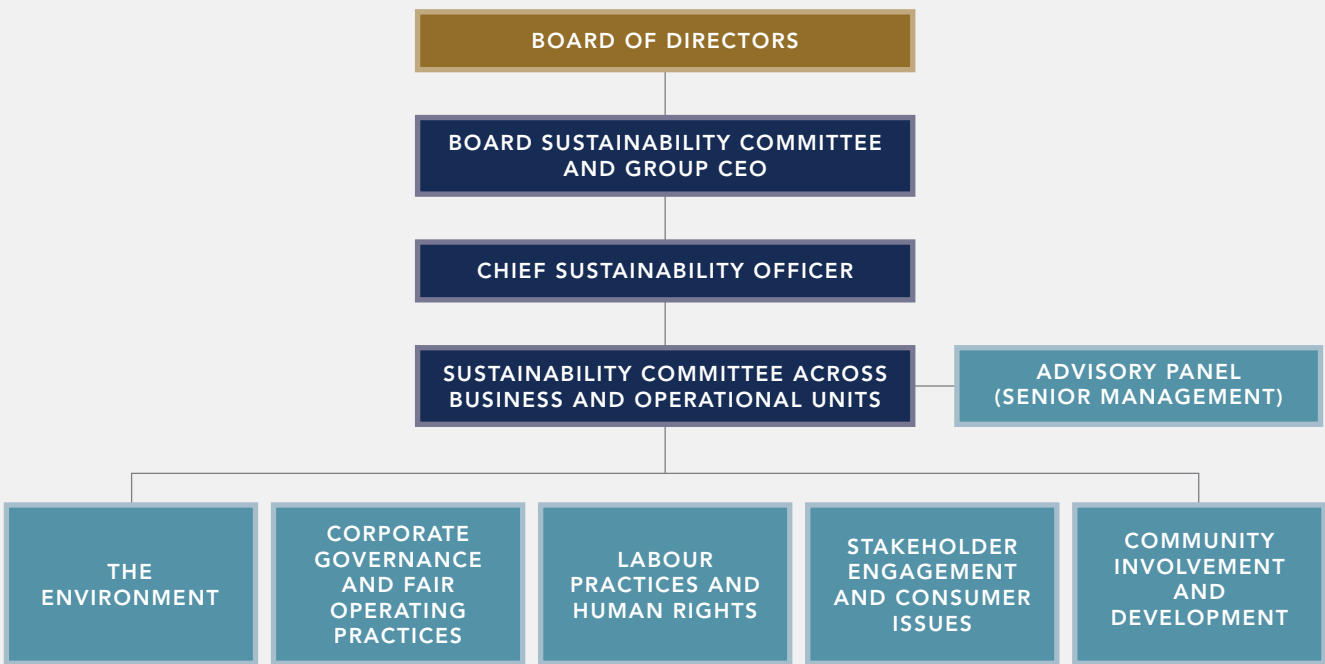 BOARD OF DIRECTORS
BOARD SUSTAINABILITY COMMITTEE
AND GROUP CEO
CHIEF SUSTAINABILITY OFFICER
SUSTAINABILITY COMMITTEE ACROSS
BUSINESS AND OPERATIONAL UNITS
ADVISORY PANEL
(SENIOR MANAGEMENT)
THE
ENVIRONMENT
CORPORATE
GOVERNANCE
AND FAIR
OPERATING
PRACTICES
LABOUR
PRACTICES AND
HUMAN RIGHTS
STAKEHOLDER
ENGAGEMENT
AND CONSUMER
ISSUES
COMMUNITY
INVOLVEMENT
AND
DEVELOPMENT